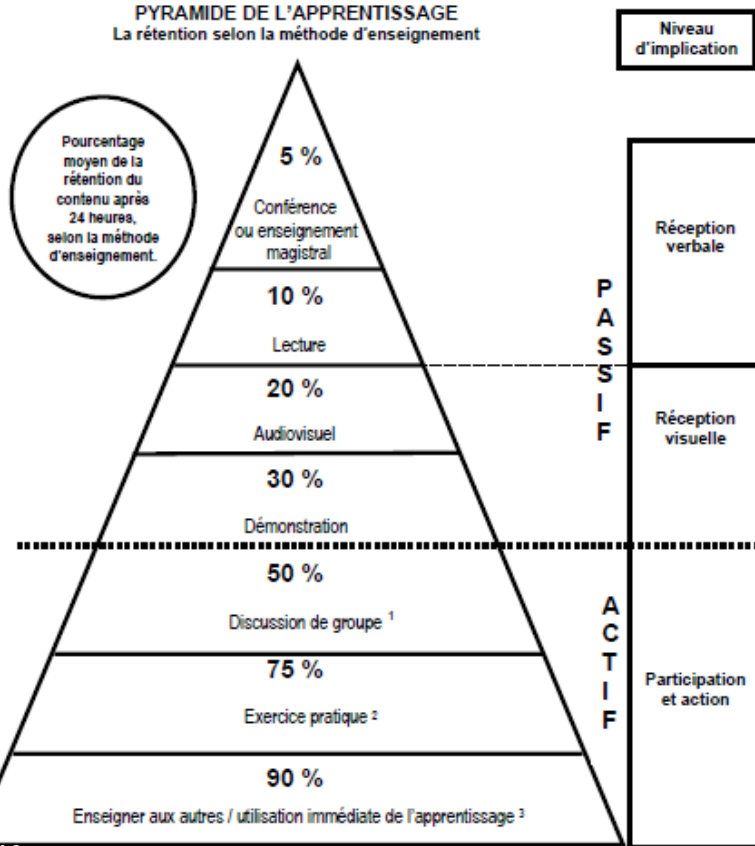 PYRAMIDE DE L'APPRENTISSAGE
La rétention selon la méthode d'enseignement
Niveau
d'implication
Pourcentage
moyen de la
rétention du
contenu après
24 heures,
selon la méthode
d'enseignement.
5 %
Conférence
ou enseignement
magistral
10 %
Lecture
20 %
Audiovisuel
30 %
Démonstration
50 %
Discussion de groupe ¹
75 %
Exercice pratique ²
90 %
Enseigner aux autres / utilisation immédiate de l'apprentissage ³
PASSIF
ACTIF
Réception
verbale
Réception
visuelle
Participation
et action